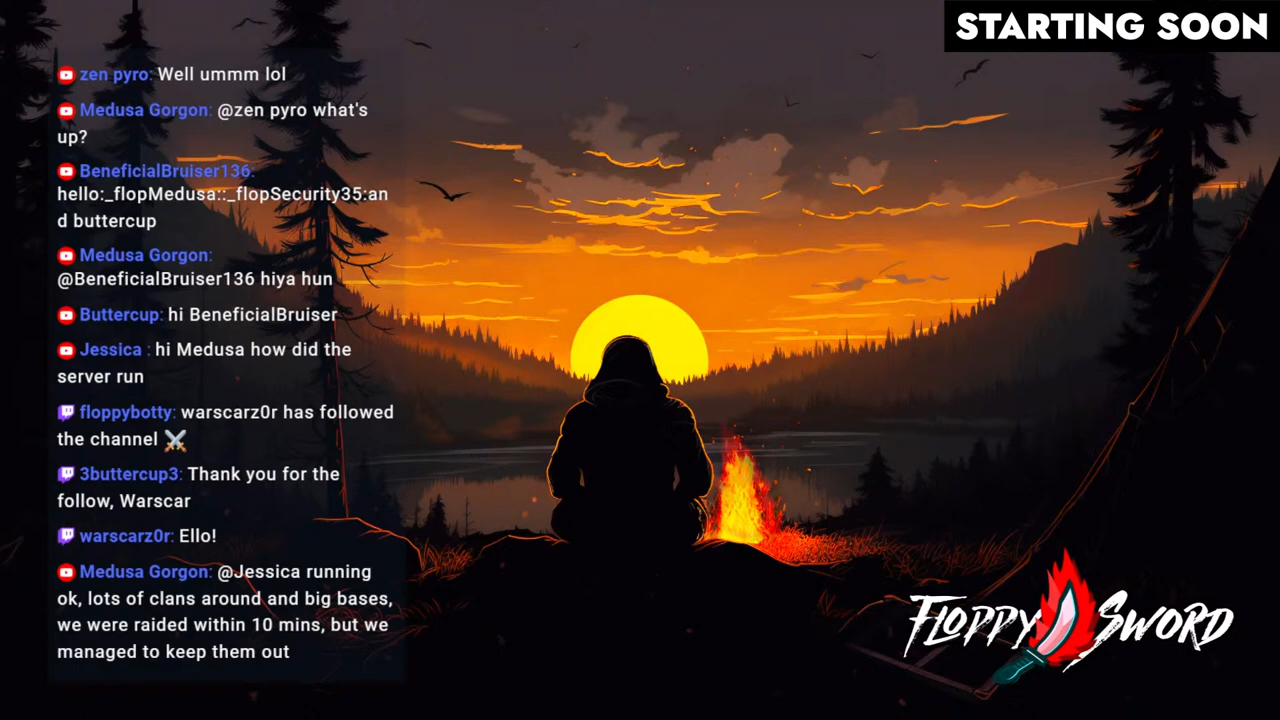 STARTING SOON
zen pyro: Well ummm lol
Medusa Gorgon: @zen pyro what's
up?
BeneficialBruiser136:
hello:_flopMedusa::_flopSecurity35:an
d buttercup
Medusa Gorgon:
@BeneficialBruiser136 hiya hun
Buttercup: hi BeneficialBruiser
Jessica : hi Medusa how did the
server run
floppybotty: warscarz0r has followed
the channel ⚔️
3buttercup3: Thank you for the
follow, Warscar
warscarz0r: Ello!
Medusa Gorgon: @Jessica running
ok, lots of clans around and big bases,
we were raided within 10 mins, but we
managed to keep them out
FLOPPY SWORD